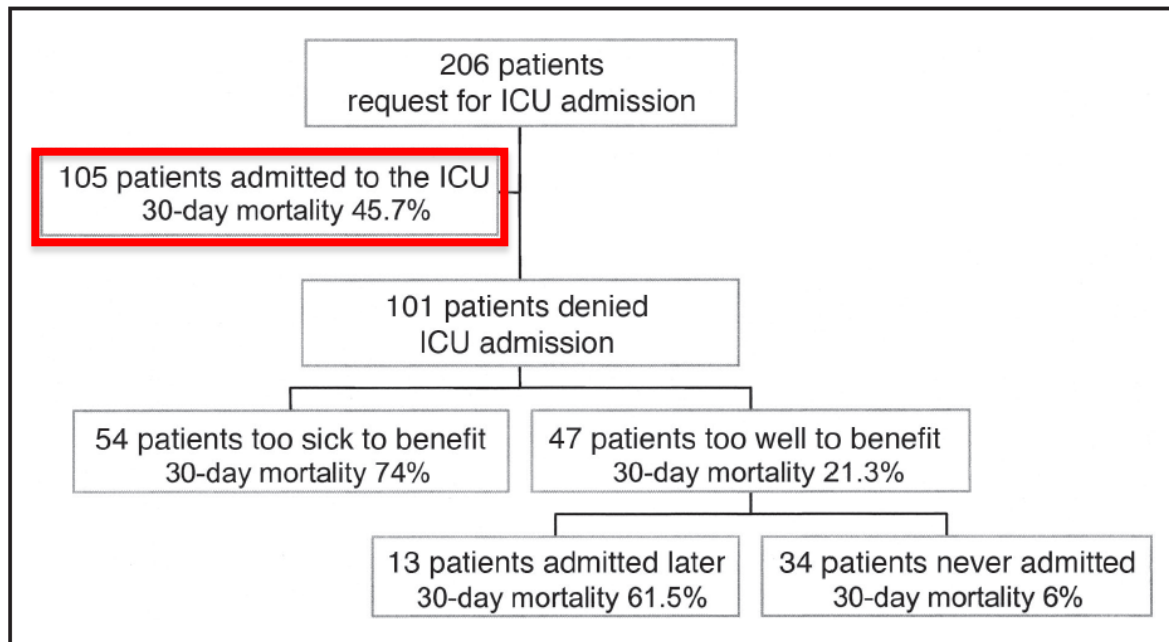 206 patients
request for ICU admission
105 patients admitted to the ICU
30-day mortality 45.7%
101 patients denied
ICU admission
54 patients too sick to benefit
30-day mortality 74%
47 patients too well to benefit
30-day mortality 21.3%
13 patients admitted later
30-day mortality 61.5%
34 patients never admitted
30-day mortality 6%